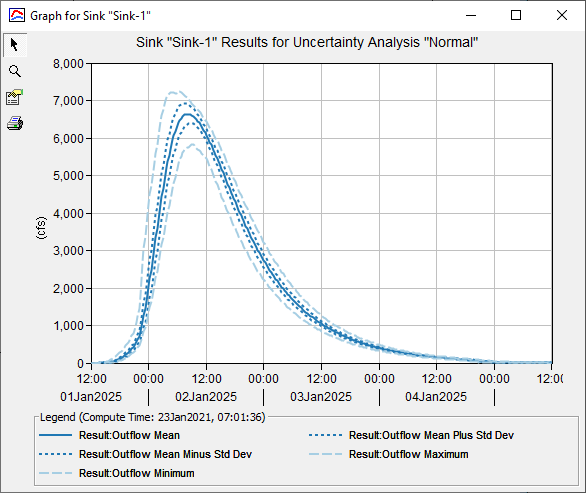 Graph for Sink "Sink-1"
Sink "Sink-1" Results for Uncertainty Analysis "Normal"
8,000
7,000
6,000
5,000
4,000
3,000
2,000
1,000
0
(cfs)
12:00 00:00 12:00 00:00 12:00 00:00 12:00 00:00 12:00
01Jan2025 02Jan2025 03Jan2025 04Jan2025
Legend (Compute Time: 23Jan2021, 07:01:36)
Result:Outflow Mean Result:Outflow Mean Plus Std Dev
Result:Outflow Mean Minus Std Dev Result:Outflow Maximum
Result:Outflow Minimum